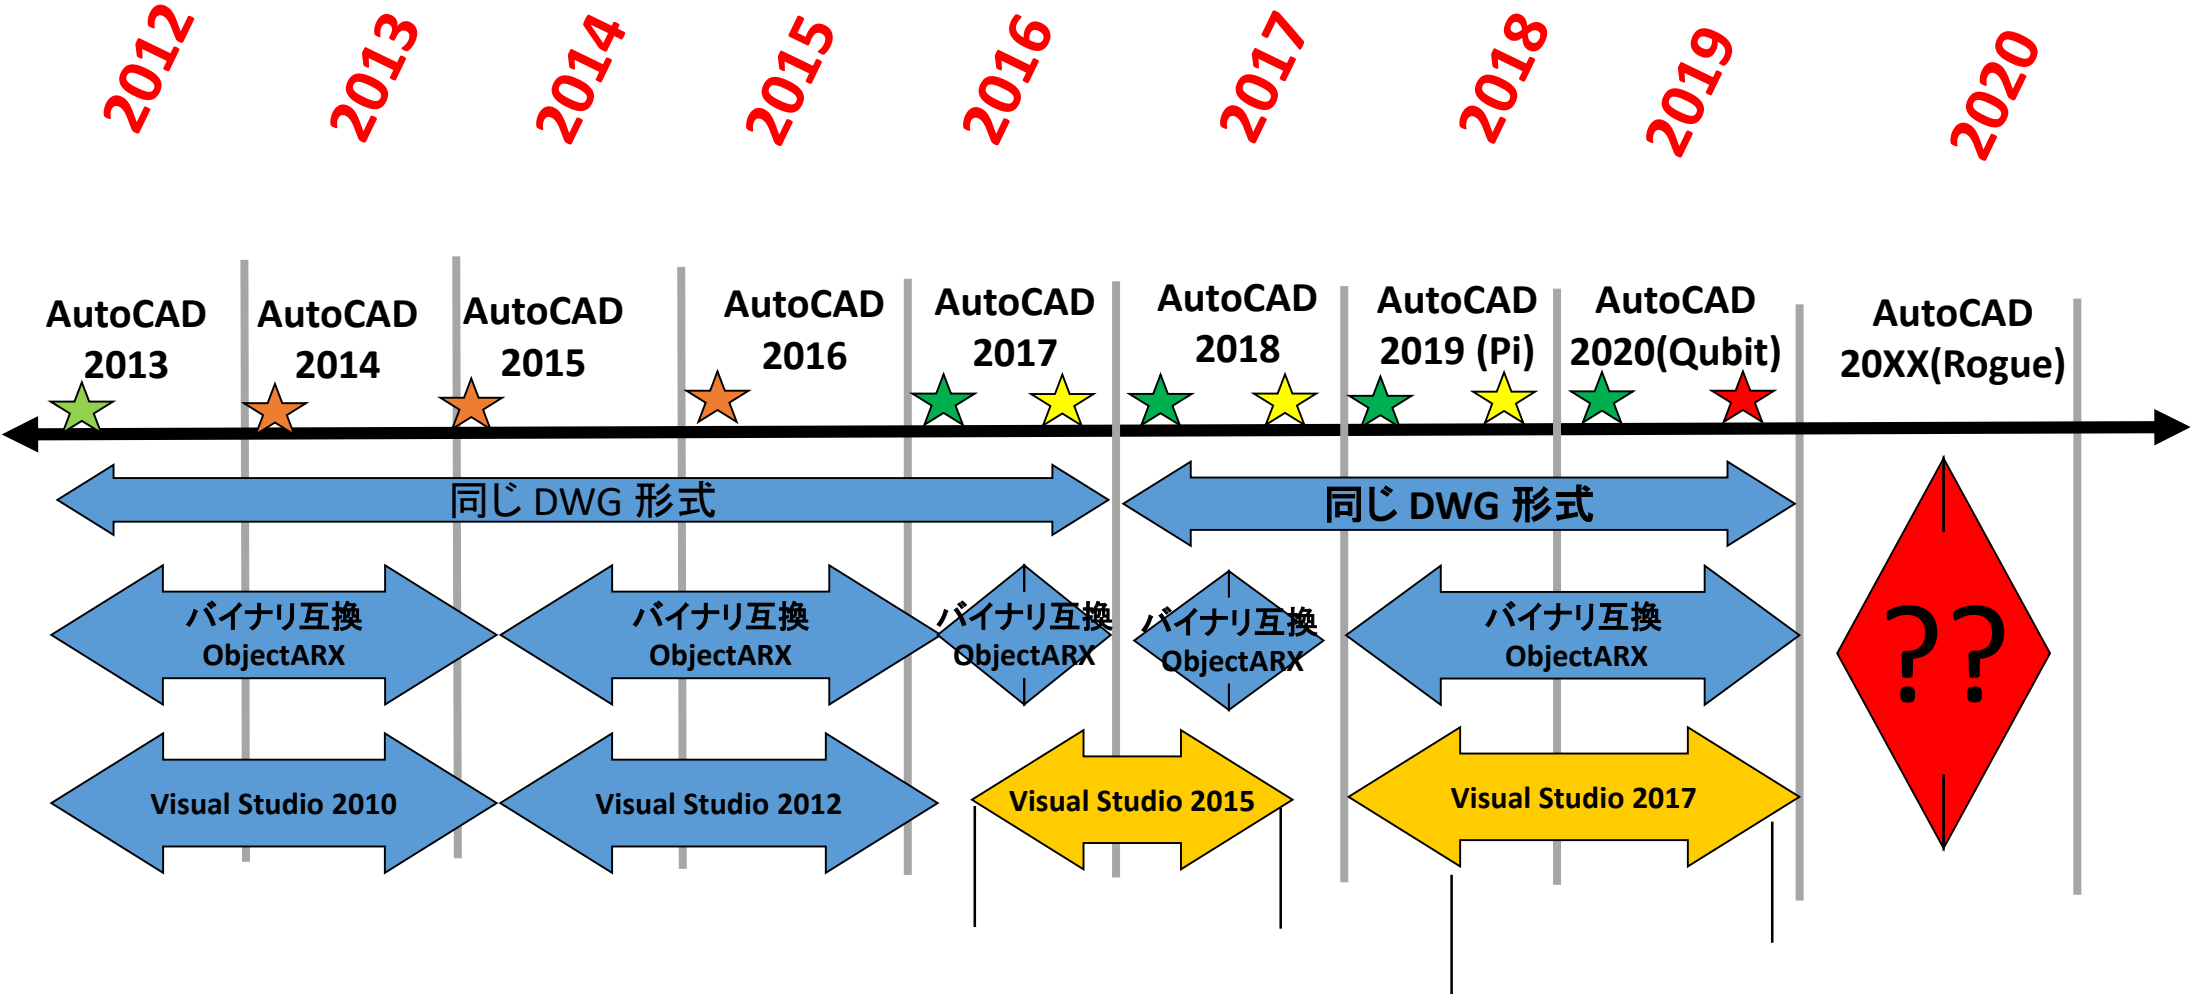 2012
2013
2014
2015
2016
2017
2018
2019
2020
AutoCAD
2013
AutoCAD
2014
AutoCAD
2015
AutoCAD
2016
AutoCAD
2017
AutoCAD
2018
AutoCAD
2019 (Pi)
AutoCAD
2020(Qubit)
AutoCAD
20XX(Rogue)
同じ DWG 形式
同じ DWG 形式
バイナリ互換
ObjectARX
バイナリ互換
ObjectARX
バイナリ互換
ObjectARX
バイナリ互換
ObjectARX
バイナリ互換
ObjectARX
??
Visual Studio 2010
Visual Studio 2012
Visual Studio 2015
Visual Studio 2017